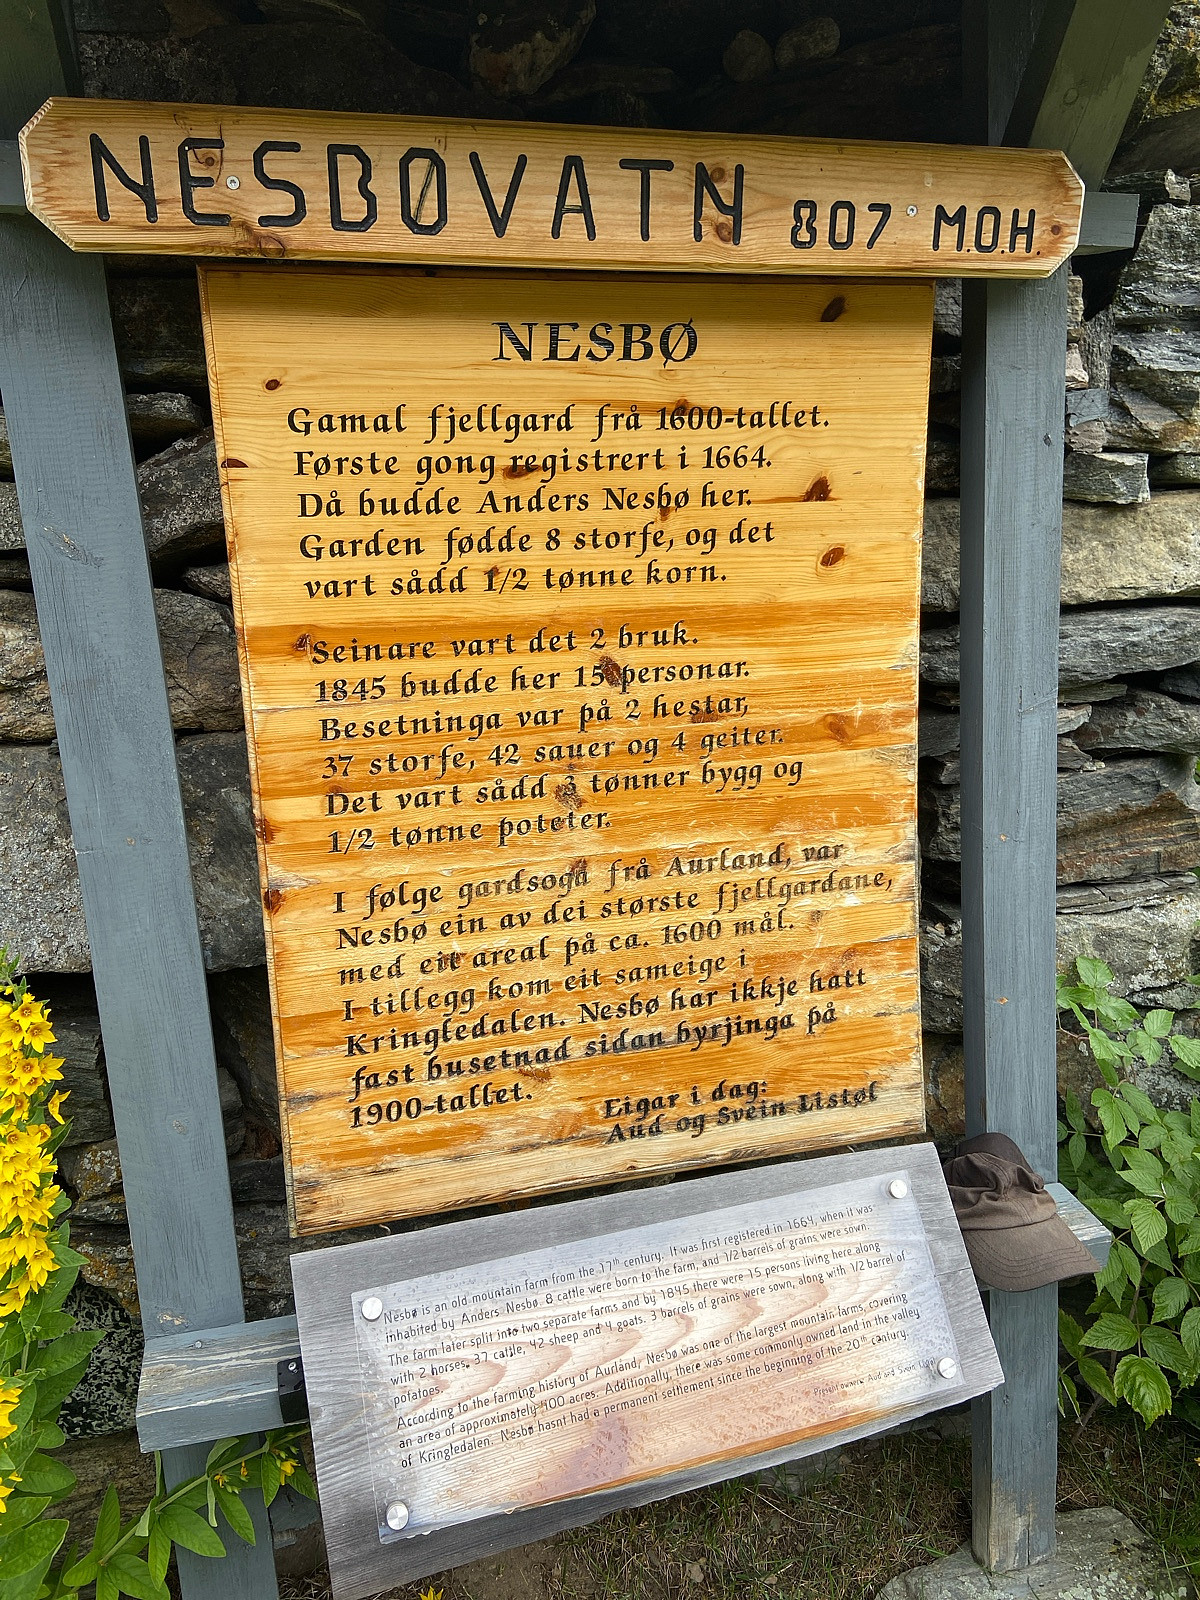 NESBØVATN 807 M.O.H.
NESBØ
Gamal fjellgard frå 1600-tallet.
Første gong registrert i 1664.
Då budde Anders Nesbø her.
Garden fødde 8 storfe, og det
vart sådd 1/2 tønne korn.
Seinare vart det 2 bruk.
1845 budde her 15 personar.
Besetninga var på 2 hestar,
37 storfe, 42 sauer og 4 geiter.
Det vart sådd 3 tønner bygg og
1/2 tønne poteter.
I følge gardsoga frå Aurland, var
Nesbø ein av dei største fjellgardane,
med eit areal på ca. 1600 mål.
I tillegg kom eit sameige i
Kringledalen. Nesbø har ikkje hatt
fast busetnad sidan byrjinga på
1900-tallet.
Eigar i dag:
Aud og Svein Listøl
Nesbø is an old mountain farm from the 17th century. It was first registered in 1664, when it was
inhabited by Anders Nesbø. 8 cattle were born to the farm, and 1/2 barrels of grains were sown.
The farm later split into two separate farms and by 1845 there were 15 persons living here along
with 2 horses, 37 cattle, 42 sheep and 4 goats. 3 barrels of grains were sown, along with 1/2 barrel of
potatoes.
According to the farming history of Aurland, Nesbø was one of the largest mountain farms, covering
an area of approximately 400 acres. Additionally, there was some commonly owned land in the valley
of Kringledalen. Nesbø hasnt had a permanent settlement since the beginning of the 20th century.
Present owners: Aud and Svein